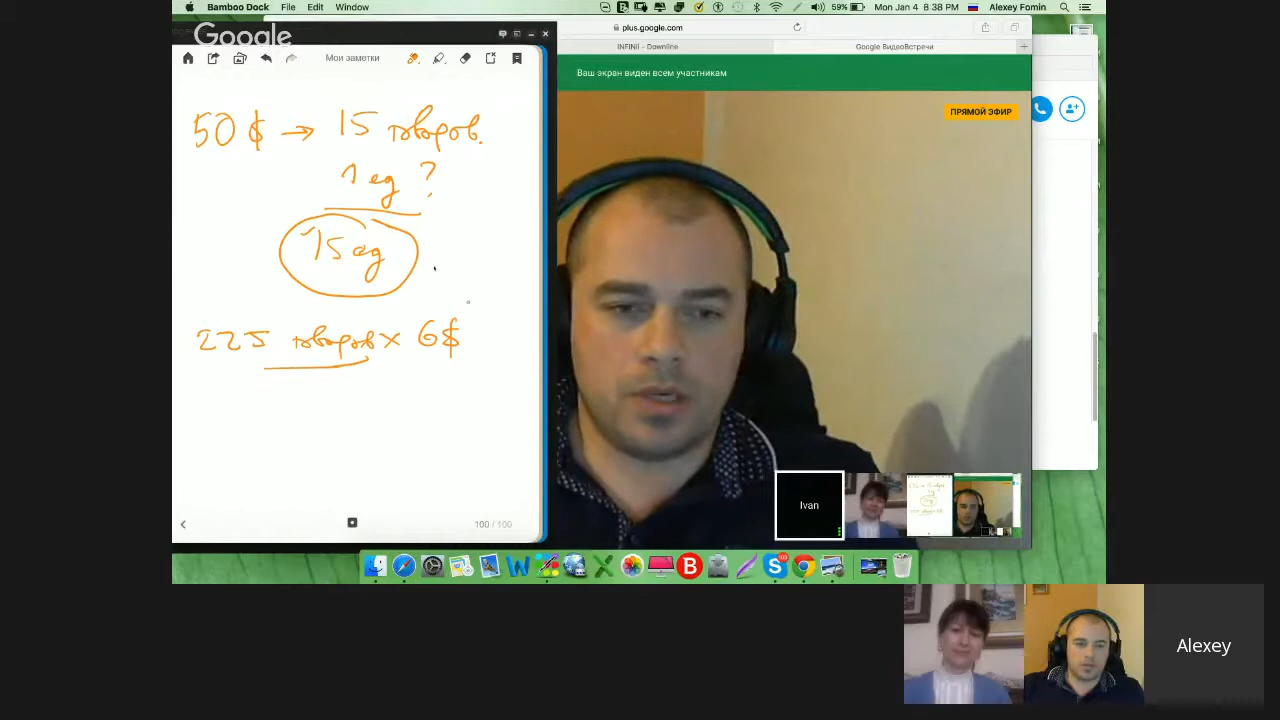 Bamboo Dock File Edit Window
59% Mon Jan 4 8:38 PM Alexey Fomin
Google
plus.google.com
INFINii - Downline
Google ВидеоВстречи
Мои заметки
Ваш экран виден всем участникам
ПРЯМОЙ ЭФИР
50 $ → 15 товаров.
1 ед ?
15 ед
225 товаров x 6 $
Ivan
100 / 100
Alexey